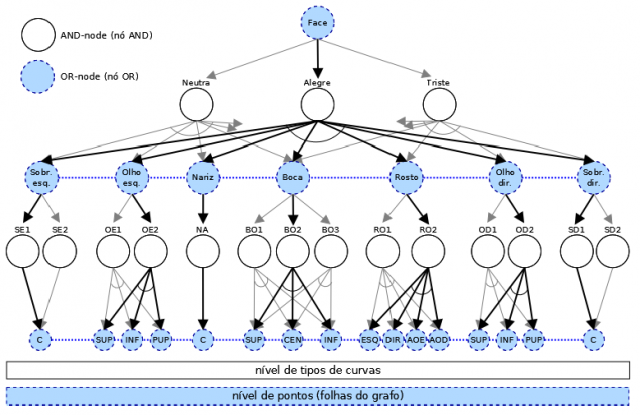 Face
AND-node (nó AND)
OR-node (nó OR)
Neutra Alegre Triste
Sobr. esq.
Olho esq.
Nariz
Boca
Rosto
Olho dir.
Sobr. dir.
SE1 SE2 OE1 OE2 NA BO1 BO2 BO3 RO1 RO2 OD1 OD2 SD1 SD2
C SUP INF PUP C SUP CEN INF ESQ DIR AOE AOD SUP INF PUP C
nível de tipos de curvas
nível de pontos (folhas do grafo)